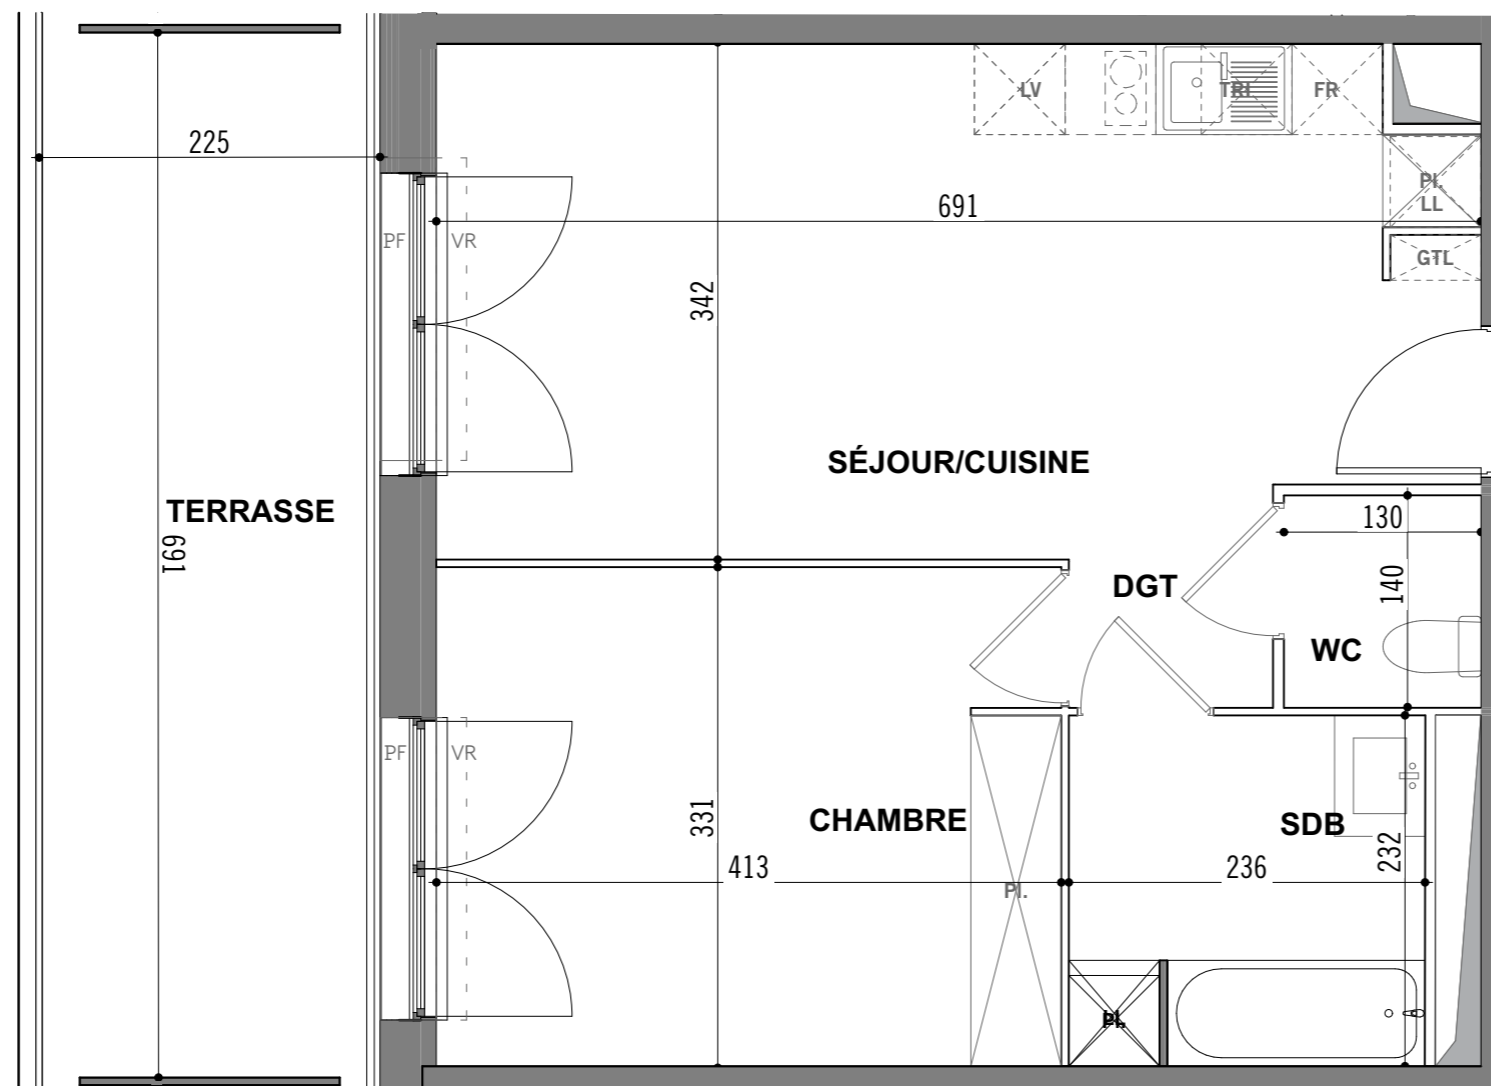 LV
TRI
FR
225
Pl.
LL
691
PF
VR
GTL
342
SÉJOUR/CUISINE
TERRASSE
130
691
DGT
140
WC
PF
VR
331
CHAMBRE
SDB
232
413
236
Pl.
Pl.